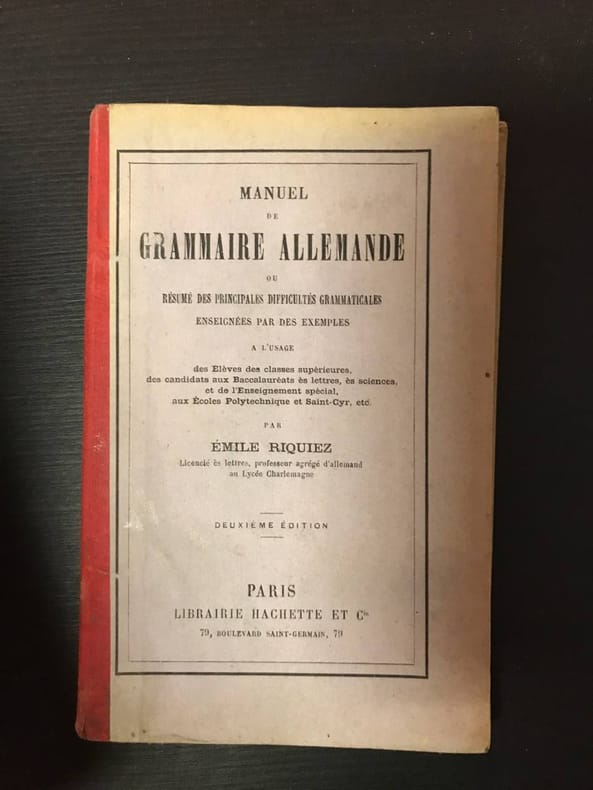 MANUEL
DE
GRAMMAIRE ALLEMANDE
OU
RÉSUMÉ DES PRINCIPALES DIFFICULTÉS GRAMMATICALES
ENSEIGNÉES PAR DES EXEMPLES
A L'USAGE
des Elèves des classes supérieures,
des candidats aux Baccalauréats ès lettres, ès sciences,
et de l'Enseignement spécial,
aux Écoles Polytechnique et Saint-Cyr, etc.
PAR
ÉMILE RIQUIEZ
Licencié ès lettres, professeur agrégé d'allemand
au Lycée Charlemagne
DEUXIÈME ÉDITION
PARIS
LIBRAIRIE HACHETTE ET Cie
79, BOULEVARD SAINT-GERMAIN, 79